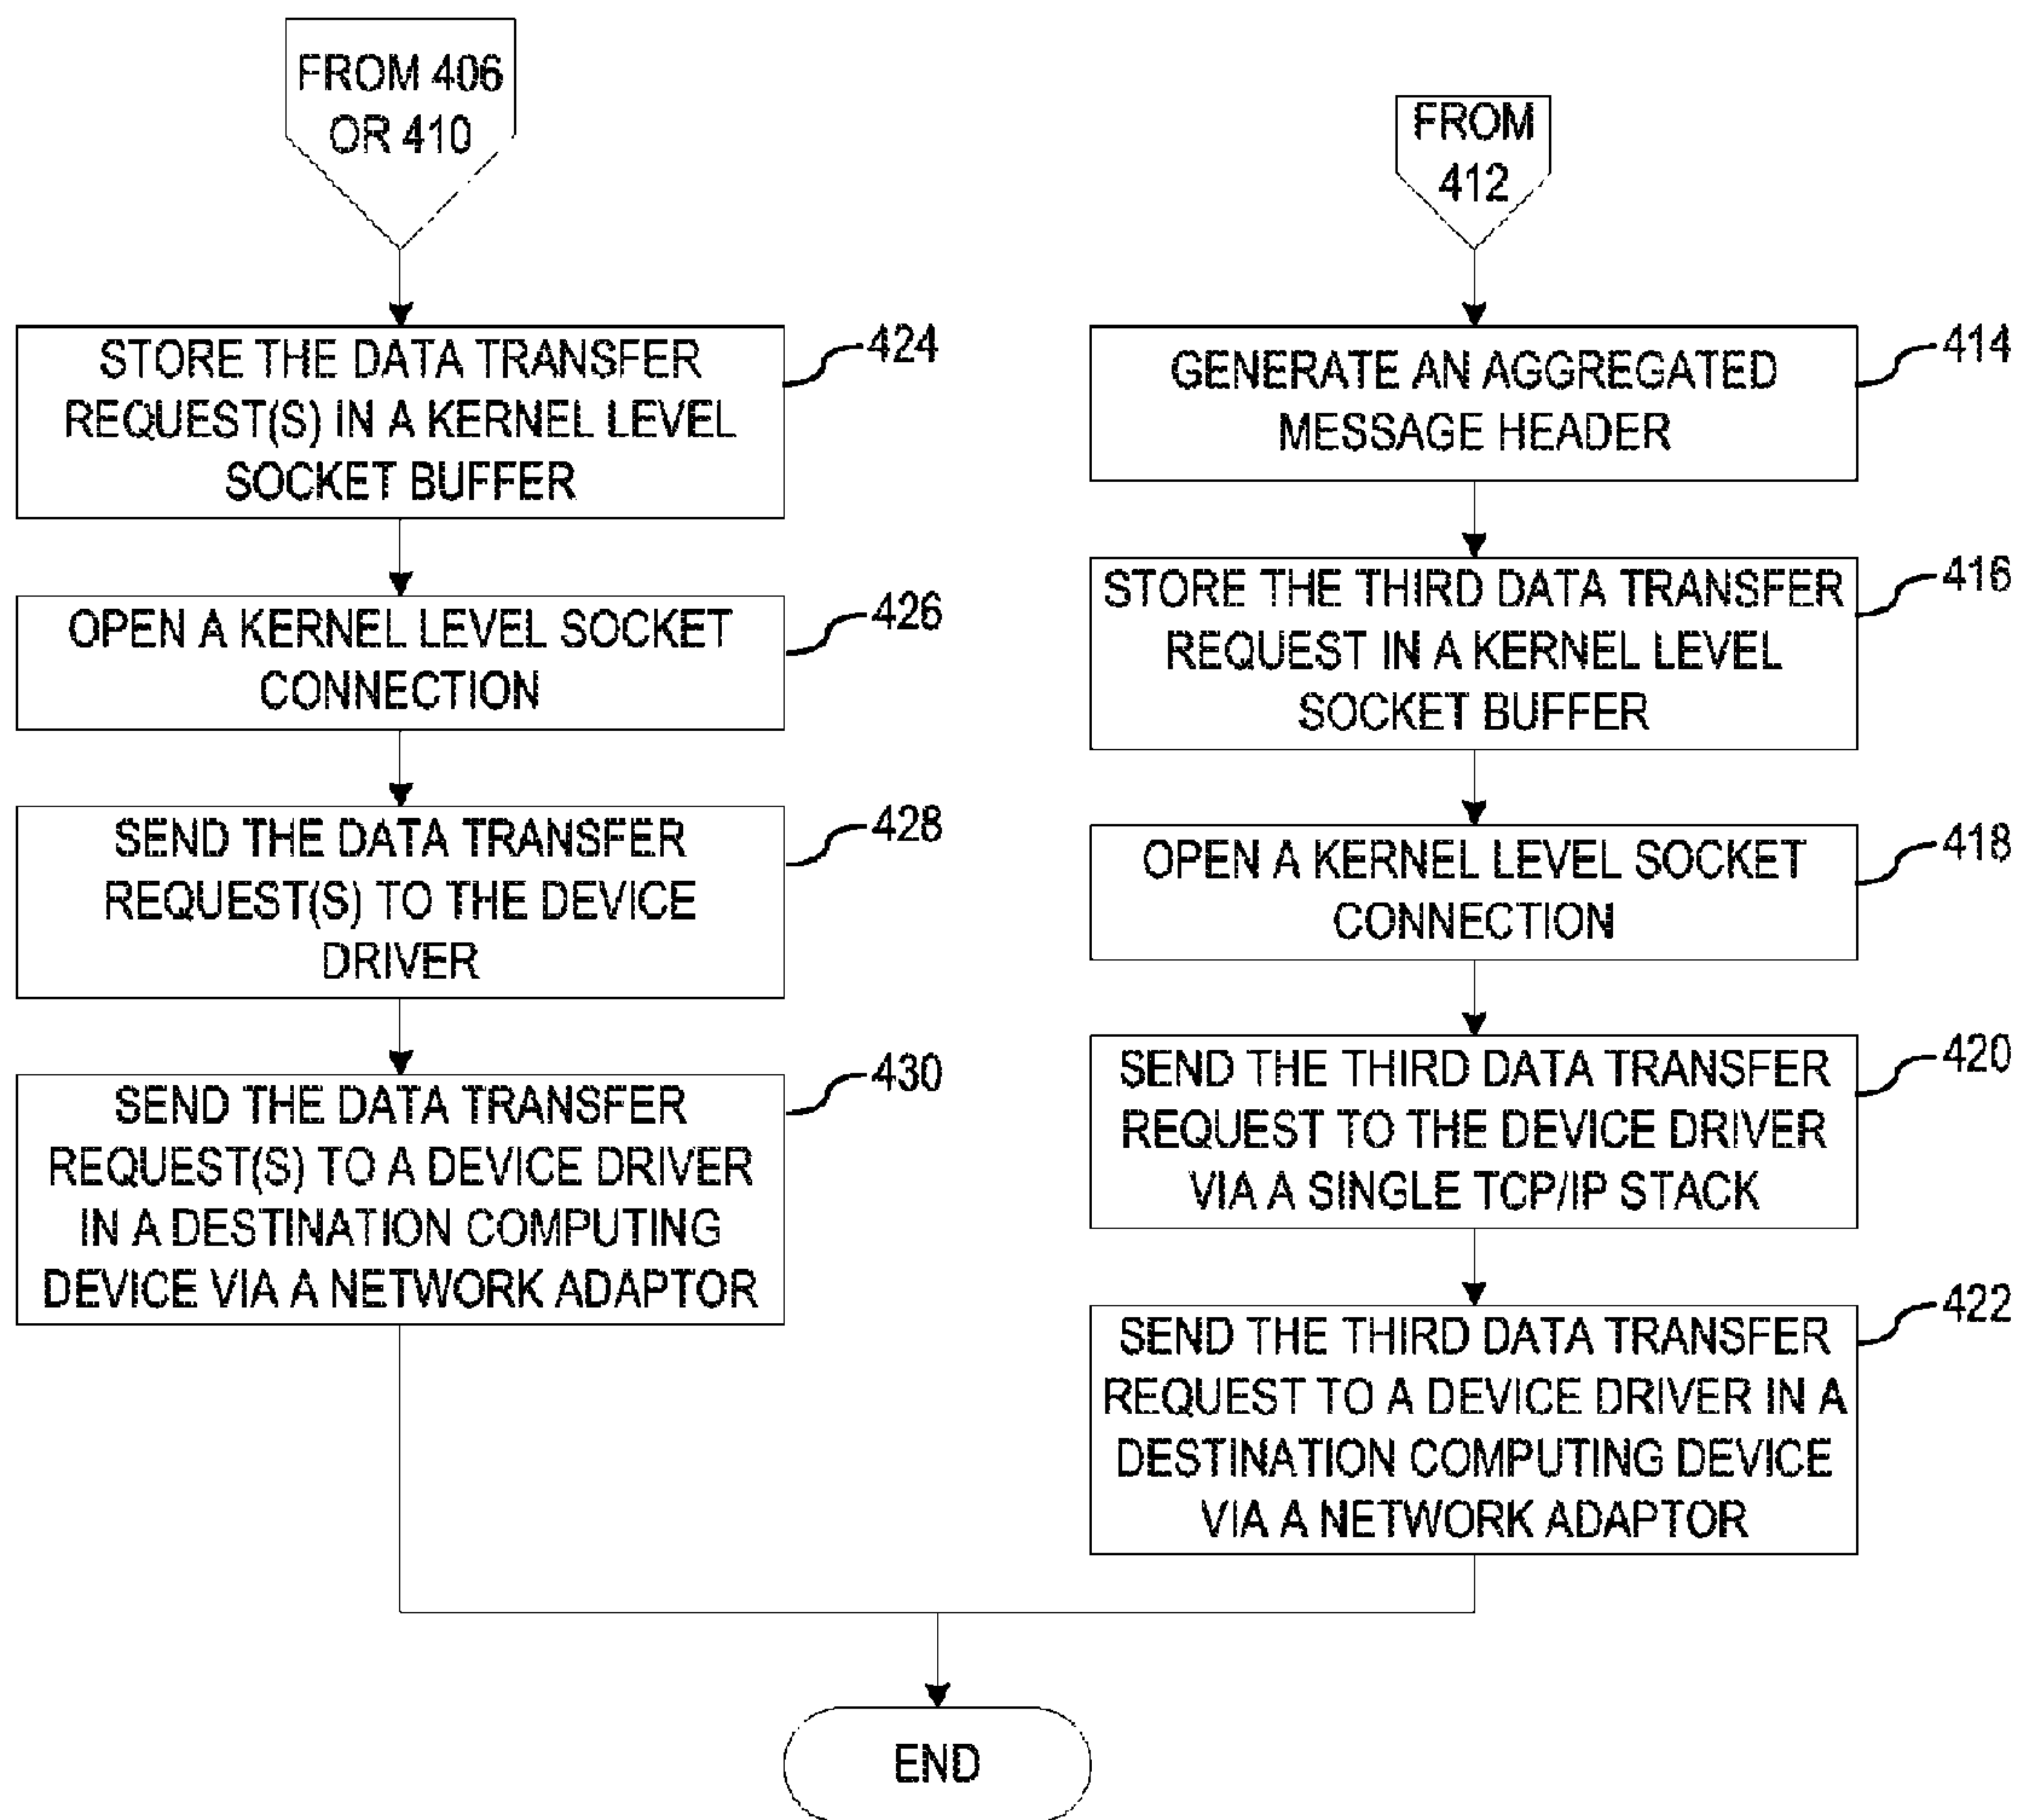 FROM 406
OR 410
STORE THE DATA TRANSFER
REQUEST(S) IN A KERNEL LEVEL
SOCKET BUFFER
424
OPEN A KERNEL LEVEL SOCKET
CONNECTION
426
SEND THE DATA TRANSFER
REQUEST(S) TO THE DEVICE
DRIVER
428
SEND THE DATA TRANSFER
REQUEST(S) TO A DEVICE DRIVER
IN A DESTINATION COMPUTING
DEVICE VIA A NETWORK ADAPTOR
430
FROM
412
GENERATE AN AGGREGATED
MESSAGE HEADER
414
STORE THE THIRD DATA TRANSFER
REQUEST IN A KERNEL LEVEL
SOCKET BUFFER
416
OPEN A KERNEL LEVEL SOCKET
CONNECTION
418
SEND THE THIRD DATA TRANSFER
REQUEST TO THE DEVICE DRIVER
VIA A SINGLE TCP/IP STACK
420
SEND THE THIRD DATA TRANSFER
REQUEST TO A DEVICE DRIVER IN A
DESTINATION COMPUTING DEVICE
VIA A NETWORK ADAPTOR
422
END